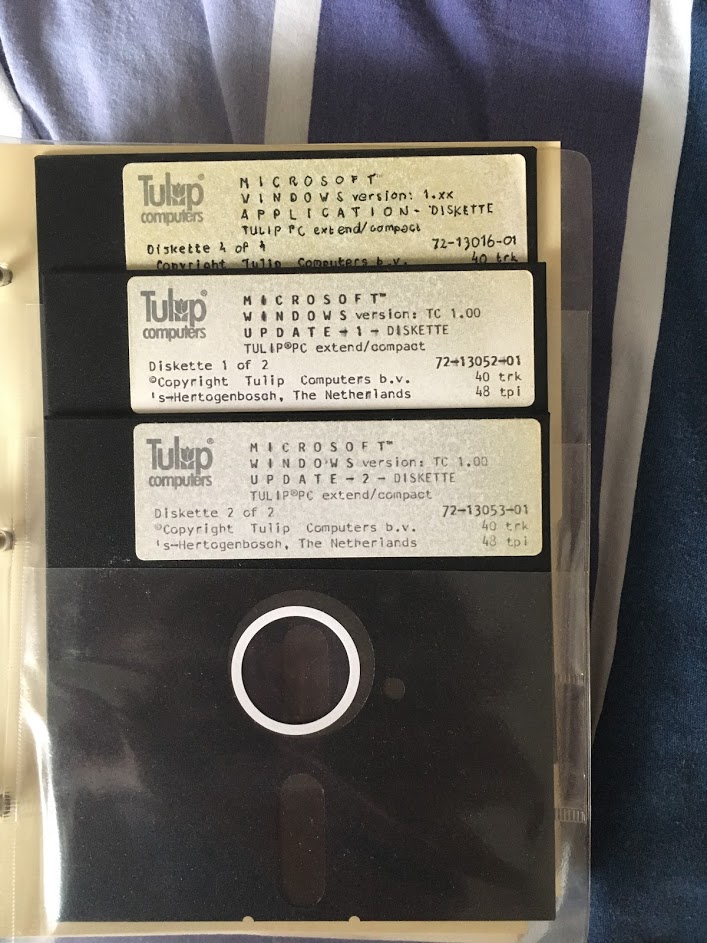 Tulip®
computers
MICROSOFT™
WINDOWS version: 1.xx
APPLICATION- DISKETTE
TULIP PC extend/compact
Diskette 4 of 4 72-13016-01
Copyright Tulip Computers b.v. 40 trk
Tulip®
computers
MICROSOFT™
WINDOWS version: TC 1.00
UPDATE-1-DISKETTE
TULIP®PC extend/compact
Diskette 1 of 2 72-13052-01
©Copyright Tulip Computers b.v. 40 trk
's-Hertogenbosch, The Netherlands 48 tpi
Tulip®
computers
MICROSOFT™
WINDOWS version: TC 1.00
UPDATE-2-DISKETTE
TULIP®PC extend/compact
Diskette 2 of 2 72-13053-01
©Copyright Tulip Computers b.v. 40 trk
's-Hertogenbosch, The Netherlands 48 tpi